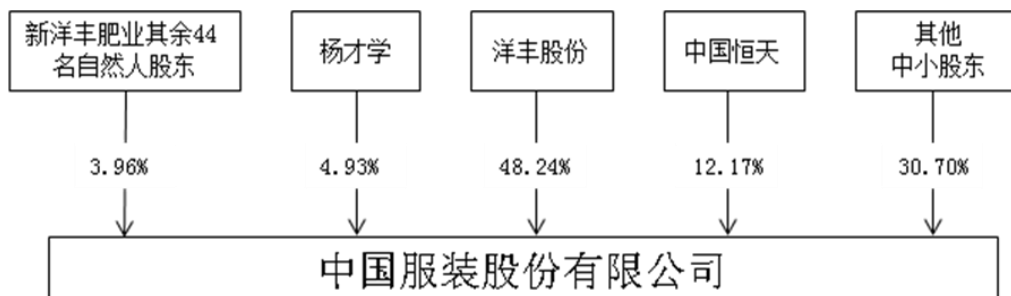 新洋丰肥业其余44
名自然人股东
杨才学
洋丰股份
中国恒天
其他
中小股东
3.96%
4.93%
48.24%
12.17%
30.70%
中国服装股份有限公司